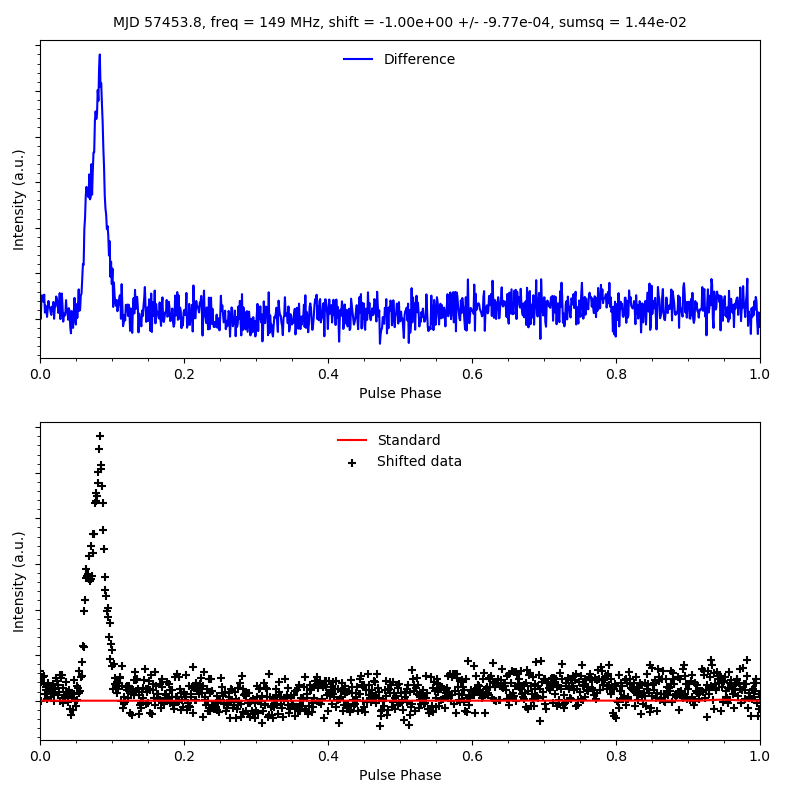 MJD 57453.8, freq = 149 MHz, shift = -1.00e+00 +/- -9.77e-04, sumsq = 1.44e-02
Difference
Intensity (a.u.)
0.0 0.2 0.4 0.6 0.8 1.0
Pulse Phase
Standard
Shifted data
Intensity (a.u.)
0.0 0.2 0.4 0.6 0.8 1.0
Pulse Phase